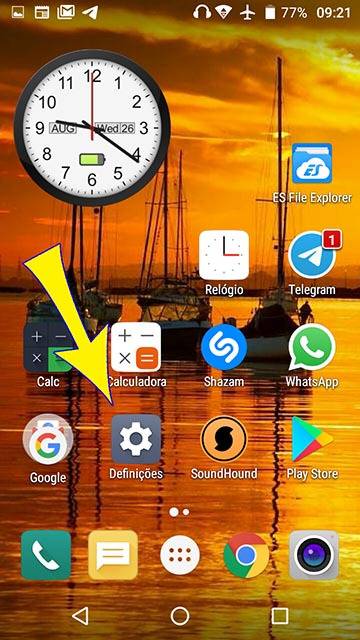 77% 09:21
12
11 1
10 2
9 AUG Wed 26 3
8 4
7 5
6
ES
ES File Explorer
1
Relógio Telegram
Calc Calculadora Shazam WhatsApp
Google Definições SoundHound Play Store